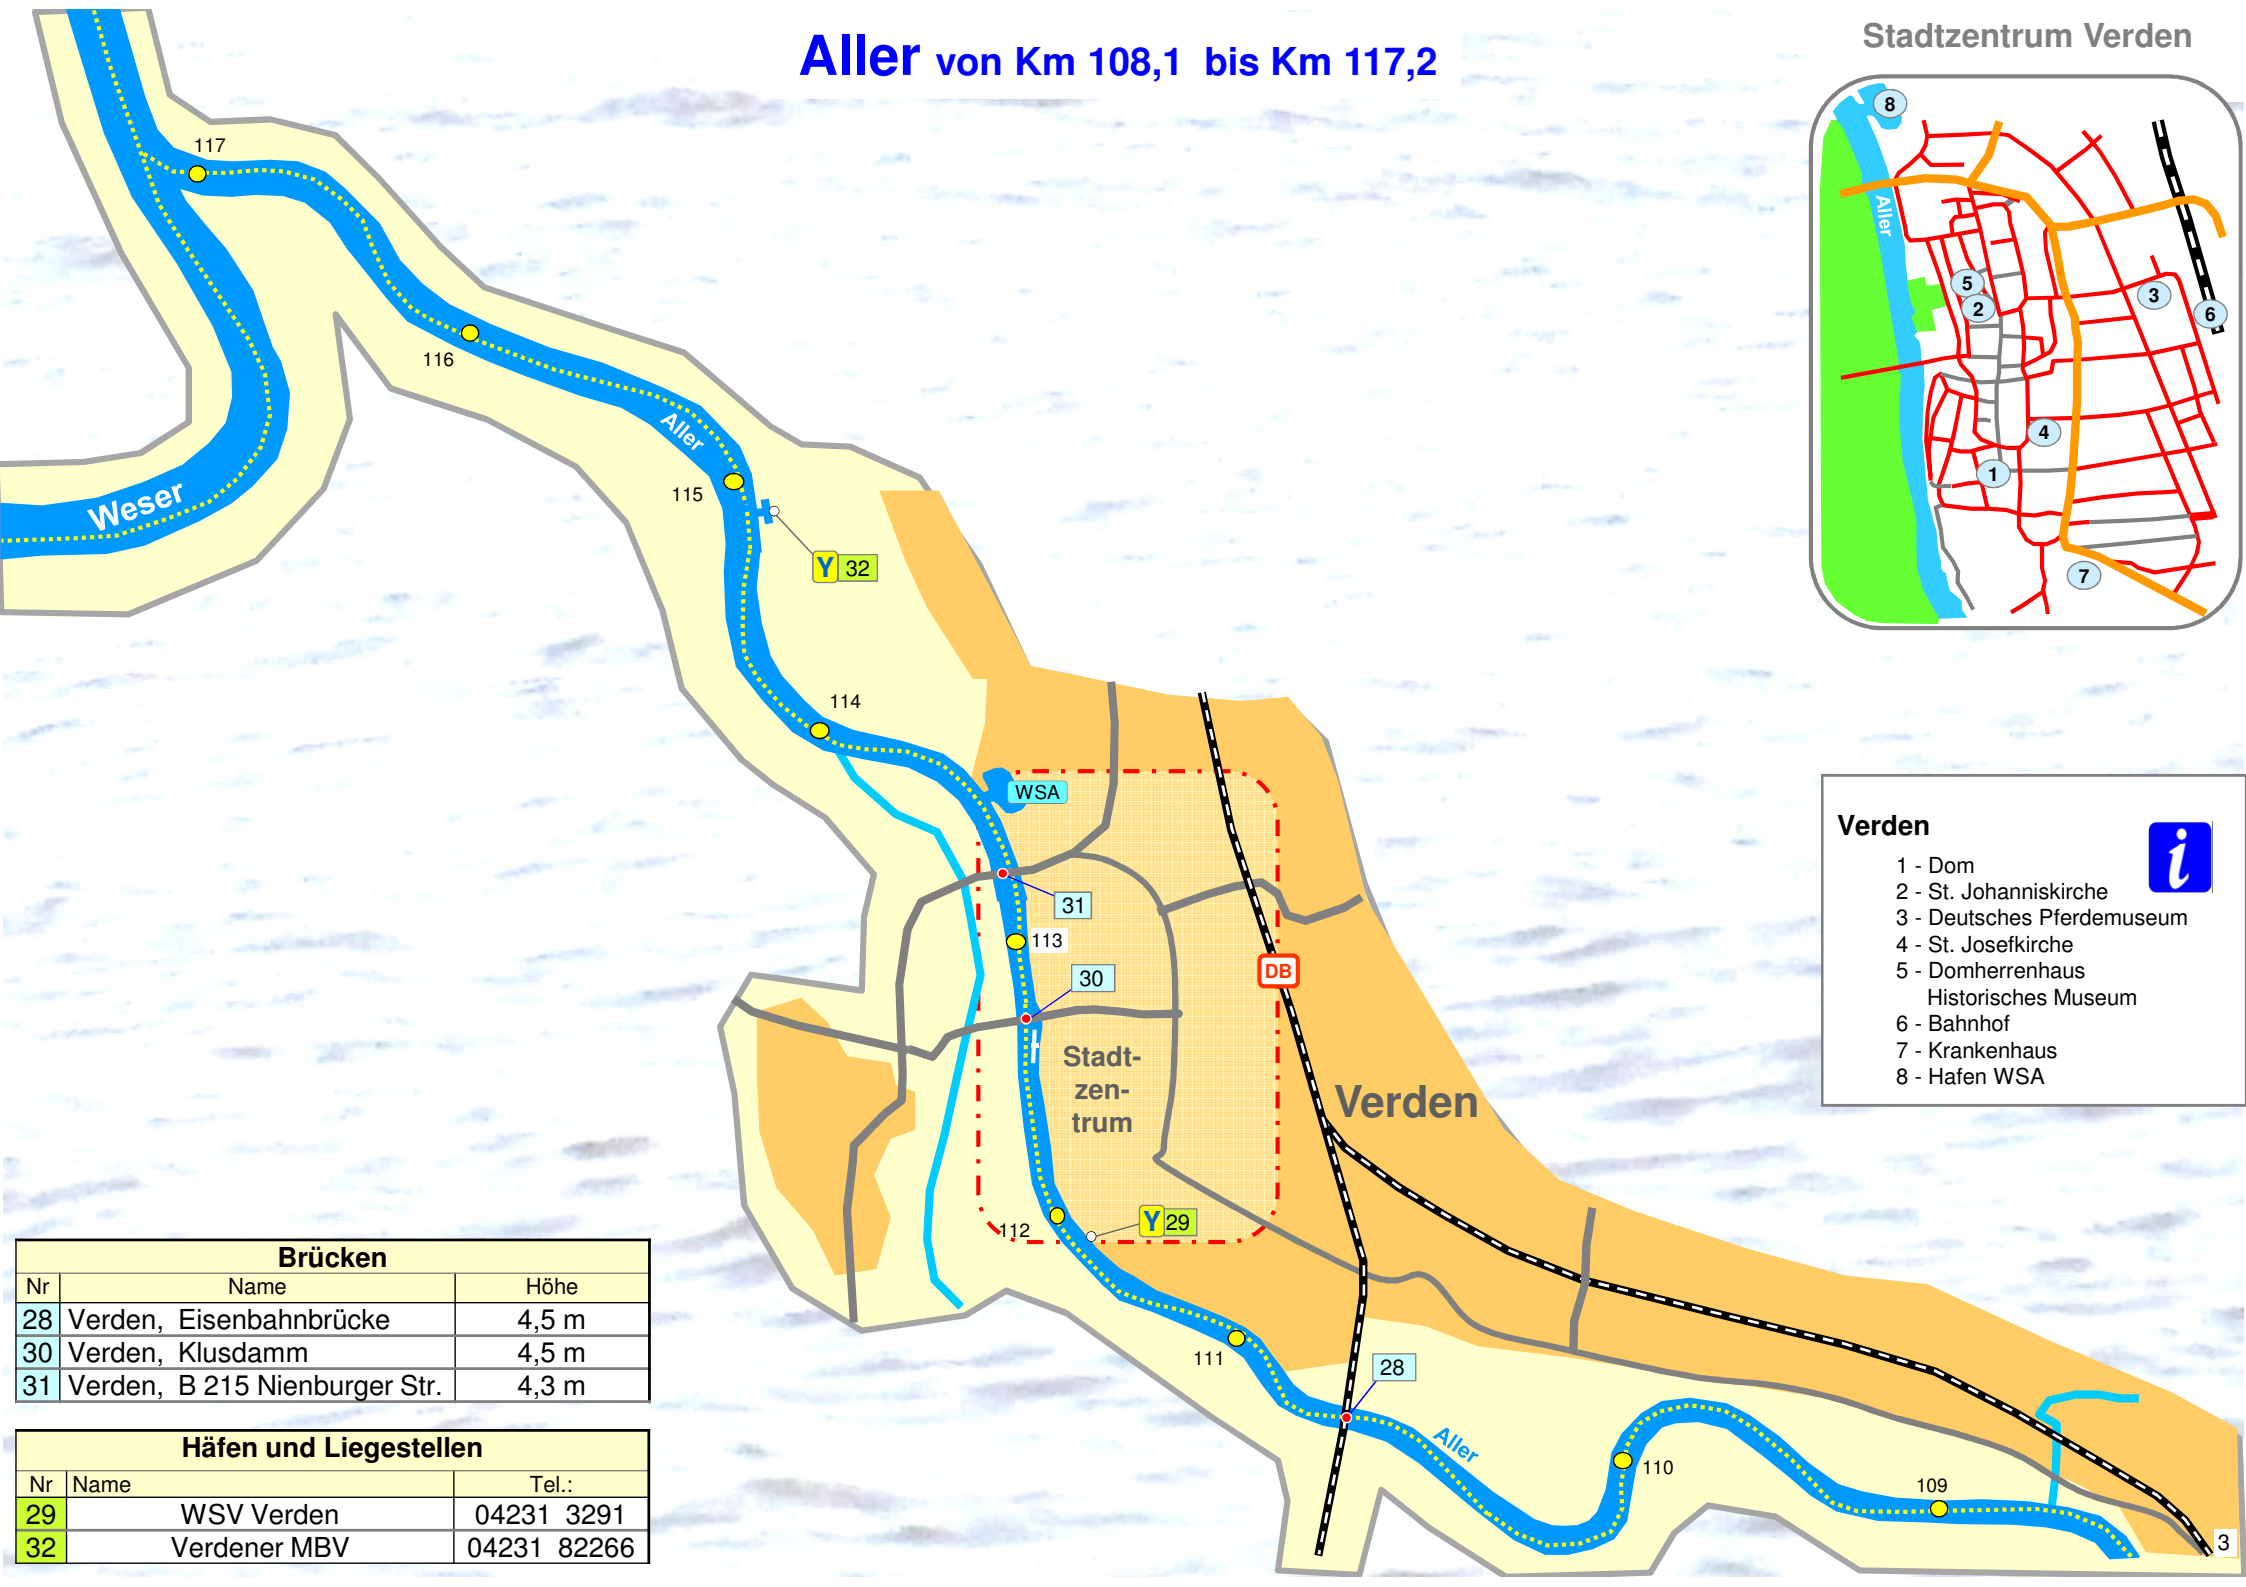 Aller von Km 108,1 bis Km 117,2
Stadtzentrum Verden
8
Aller
5
2
3
6
4
1
7
117
116
Aller
115
Weser
Y 32
114
WSA
31
113
30
DB
Stadt-
zen-
trum
Verden
112
Y 29
111
28
Aller
110
109
3
Verden
i
1 - Dom
2 - St. Johanniskirche
3 - Deutsches Pferdemuseum
4 - St. Josefkirche
5 - Domherrenhaus
Historisches Museum
6 - Bahnhof
7 - Krankenhaus
8 - Hafen WSA
Brücken
Nr Name Höhe
28 Verden, Eisenbahnbrücke 4,5 m
30 Verden, Klusdamm 4,5 m
31 Verden, B 215 Nienburger Str. 4,3 m
Häfen und Liegestellen
Nr Name Tel.:
29 WSV Verden 04231 3291
32 Verdener MBV 04231 82266